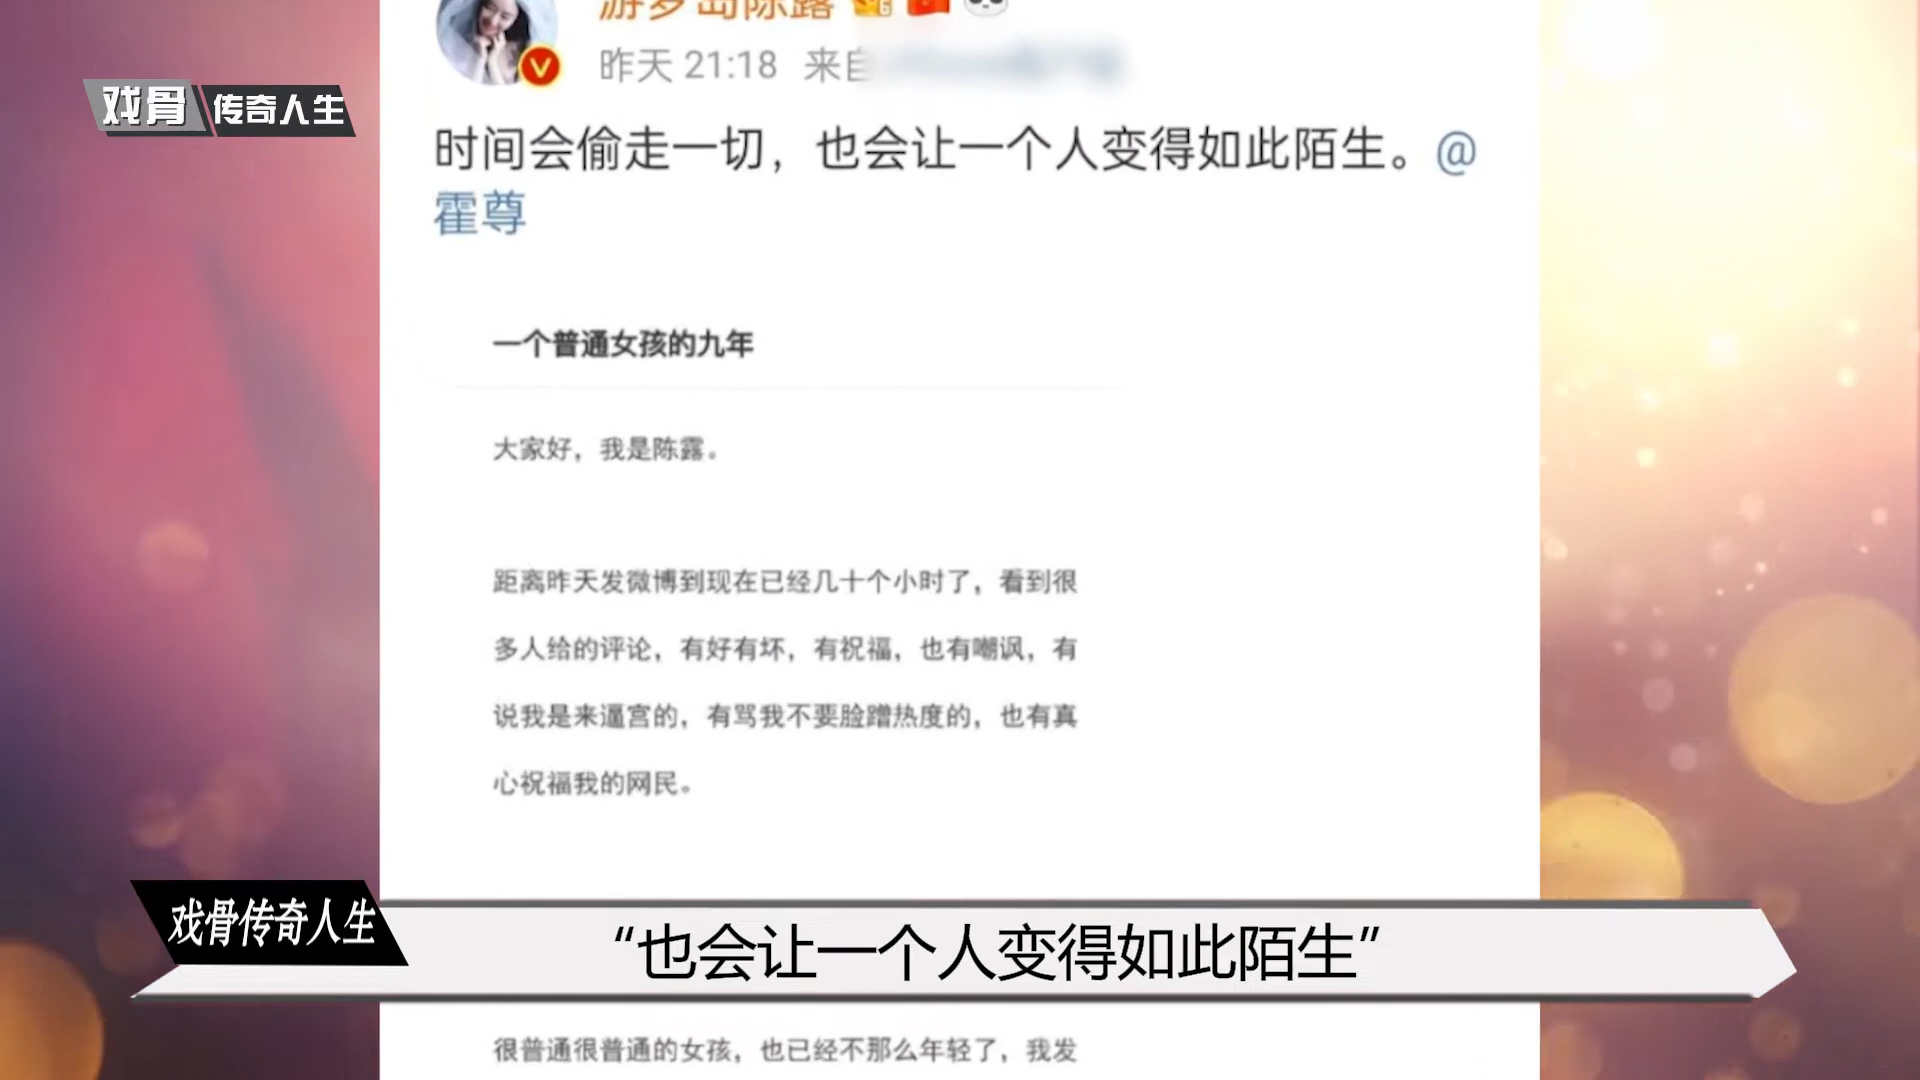 游梦岛陈露
昨天 21:18 来自
戏骨 传奇人生
时间会偷走一切，也会让一个人变得如此陌生。@
霍尊
一个普通女孩的九年
大家好，我是陈露。
距离昨天发微博到现在已经几十个小时了，看到很
多人给的评论，有好有坏，有祝福，也有嘲讽，有
说我是来逼宫的，有骂我不要脸蹭热度的，也有真
心祝福我的网民。
戏骨传奇人生
“也会让一个人变得如此陌生”
很普通很普通的女孩，也已经不那么年轻了，我发